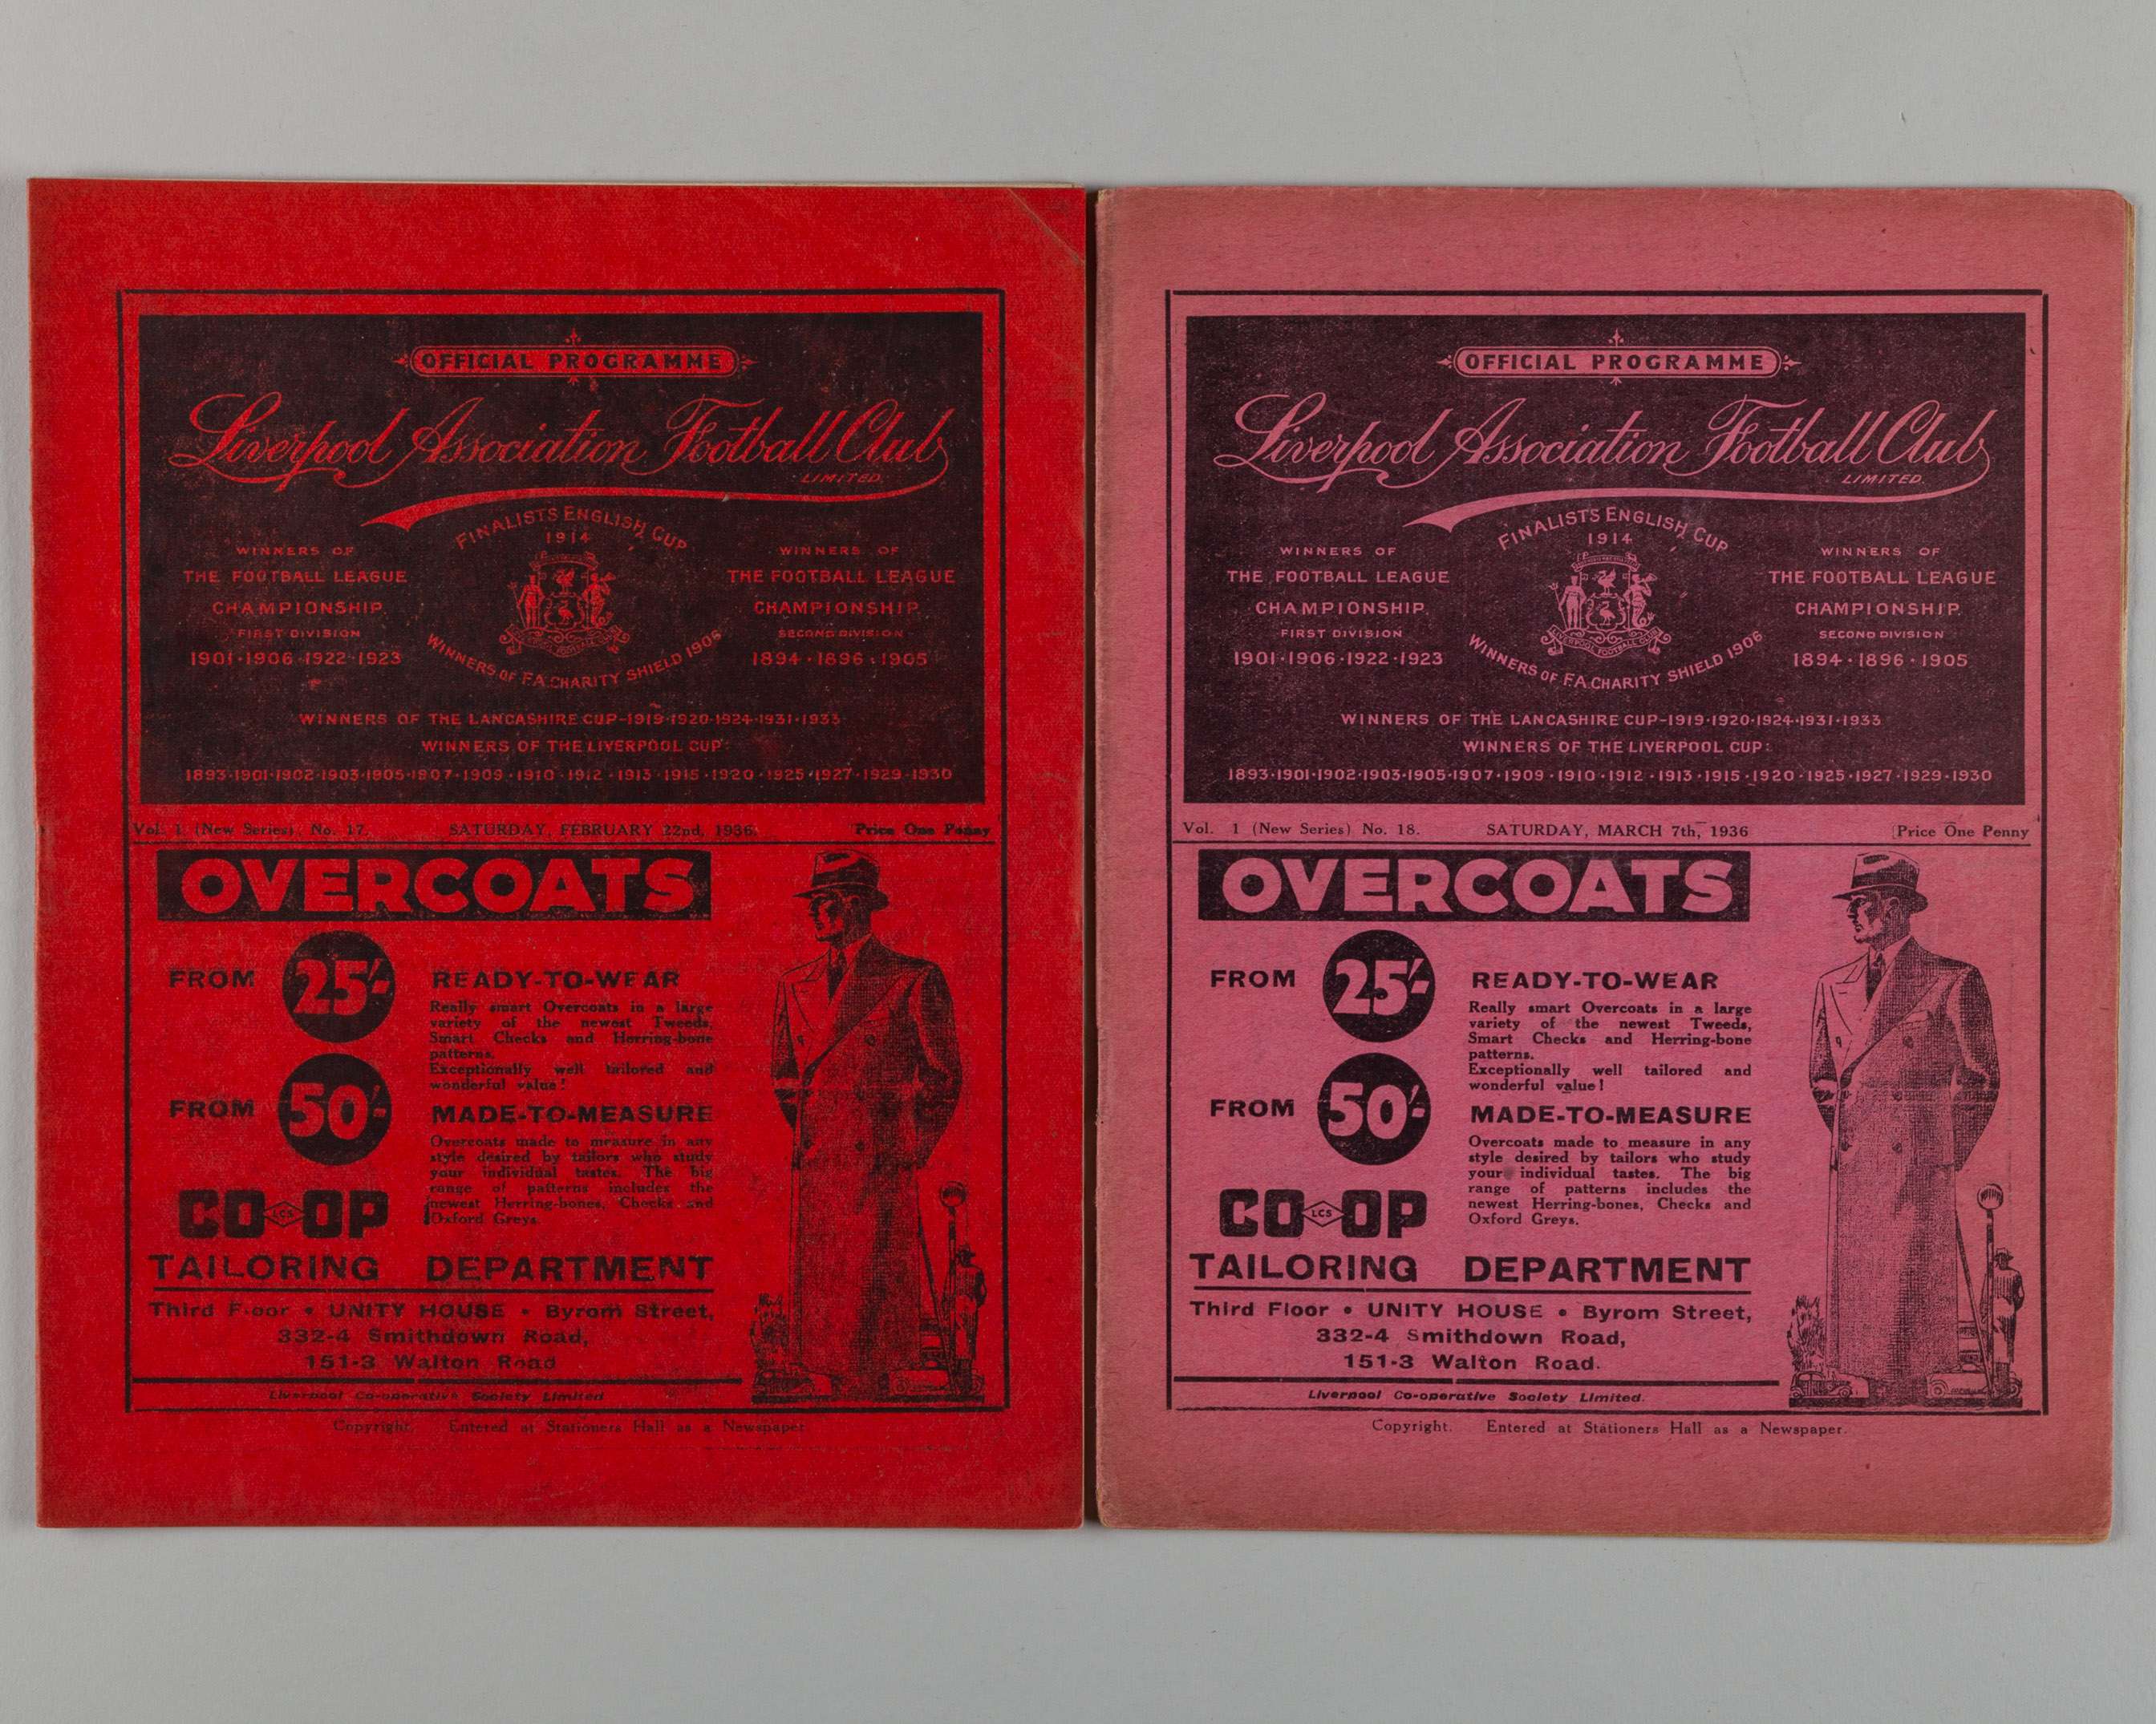 OFFICIAL PROGRAMME
Liverpool Association Football Club
LIMITED.
FINALISTS ENGLISH CUP
1914
WINNERS OF
THE FOOTBALL LEAGUE
CHAMPIONSHIP.
FIRST DIVISION
1901·1906·1922·1923
WINNERS OF F.A. CHARITY SHIELD 1906
WINNERS OF
THE FOOTBALL LEAGUE
CHAMPIONSHIP.
SECOND DIVISION
1894·1896·1905
WINNERS OF THE LANCASHIRE CUP-1919·1920·1924·1931·1933
WINNERS OF THE LIVERPOOL CUP:
1893·1901·1902·1903·1905·1907·1909·1910·1912·1913·1915·1920·1925·1927·1929·1930
Vol. 1 (New Series). No. 17. SATURDAY, FEBRUARY 22nd, 1936. Price One Penny
OVERCOATS
FROM 25/-
READY-TO-WEAR
Really smart Overcoats in a large
variety of the newest Tweeds,
Smart Checks and Herring-bone
patterns.
Exceptionally well tailored and
wonderful value!
FROM 50/-
MADE-TO-MEASURE
Overcoats made to measure in any
style desired by tailors who study
your individual tastes. The big
range of patterns includes the
newest Herring-bones, Checks and
Oxford Greys.
CO LCS OP
TAILORING DEPARTMENT
Third Floor • UNITY HOUSE • Byrom Street,
332-4 Smithdown Road,
151-3 Walton Road
Liverpool Co-operative Society Limited
Copyright. Entered at Stationers Hall as a Newspaper
OFFICIAL PROGRAMME
Liverpool Association Football Club
LIMITED.
FINALISTS ENGLISH CUP
1914
WINNERS OF
THE FOOTBALL LEAGUE
CHAMPIONSHIP.
FIRST DIVISION
1901·1906·1922·1923
LIVERPOOL FOOTBALL CLUB
WINNERS OF F.A. CHARITY SHIELD 1906
WINNERS OF
THE FOOTBALL LEAGUE
CHAMPIONSHIP.
SECOND DIVISION
1894·1896·1905
WINNERS OF THE LANCASHIRE CUP-1919·1920·1924·1931·1933
WINNERS OF THE LIVERPOOL CUP:
1893·1901·1902·1903·1905·1907·1909·1910·1912·1913·1915·1920·1925·1927·1929·1930
Vol. 1 (New Series) No. 18. SATURDAY, MARCH 7th, 1936 [Price One Penny
OVERCOATS
FROM 25/-
READY-TO-WEAR
Really smart Overcoats in a large
variety of the newest Tweeds,
Smart Checks and Herring-bone
patterns.
Exceptionally well tailored and
wonderful value!
FROM 50/-
MADE-TO-MEASURE
Overcoats made to measure in any
style desired by tailors who study
your individual tastes. The big
range of patterns includes the
newest Herring-bones, Checks and
Oxford Greys.
CO LCS OP
TAILORING DEPARTMENT
Third Floor • UNITY HOUSE • Byrom Street,
332-4 Smithdown Road,
151-3 Walton Road.
Liverpool Co-operative Society Limited.
Copyright. Entered at Stationers Hall as a Newspaper.